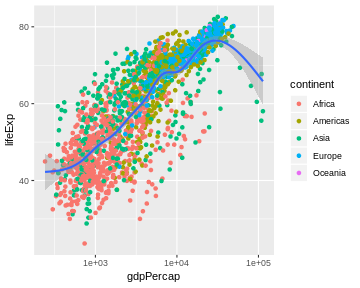 80
60
40
lifeExp
1e+03
1e+04
1e+05
gdpPercap
continent
Africa
Americas
Asia
Europe
Oceania